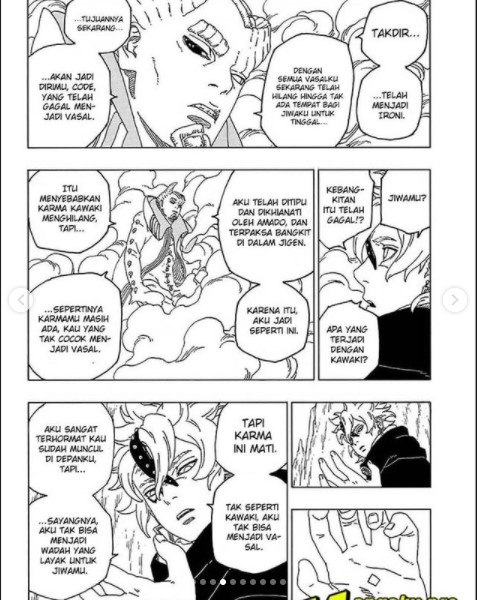 TAKDIR...
...TELAH
MENJADI
IRONI.
DENGAN
SEMUA VASALKU
SEKARANG TELAH
HILANG HINGGA TAK
ADA TEMPAT BAGI
JIWAKU UNTUK
TINGGAL...
...TUJUANNYA
SEKARANG...
...AKAN JADI
DIRIMU, CODE,
YANG TELAH
GAGAL MEN-
JADI VASAL.
JIWAMU?
KEBANG-
KITAN
ITU TELAH
GAGAL!?
APA YANG
TERJADI
DENGAN
KAWAKI?
AKU TELAH DITIPU
DAN DIKHIANATI
OLEH AMADO, DAN
TERPAKSA BANGKIT
DI DALAM JIGEN.
KARENA ITU,
AKU JADI
SEPERTI INI.
ITU
MENYEBABKAN
KARMA KAWAKI
MENGHILANG,
TAPI...
...SEPERTINYA
KARMAMU MASIH
ADA, KAU YANG
TAK COCOK MEN-
JADI VASAL.
TAPI
KARMA
INI MATI.
TAK SEPERTI
KAWAKI, AKU
TAK BISA
MENJADI VA-
SAL.
AKU SANGAT
TERHORMAT KAU
SUDAH MUNCUL
DI DEPANKU,
TAPI...
...SAYANGNYA,
AKU TAK BISA
MENJADI
WADAH YANG
LAYAK UNTUK
JIWAMU.